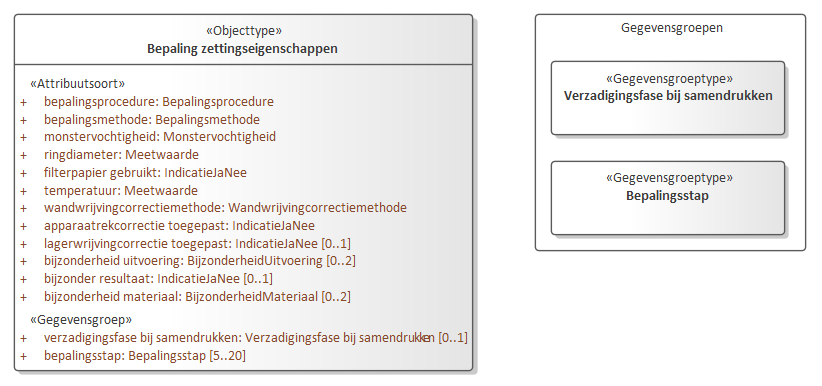 «Objecttype»
Bepaling zettingseigenschappen
«Attribuutsoort»
+ bepalingsprocedure: Bepalingsprocedure
+ bepalingsmethode: Bepalingsmethode
+ monstervochtigheid: Monstervochtigheid
+ ringdiameter: Meetwaarde
+ filterpapier gebruikt: IndicatieJaNee
+ temperatuur: Meetwaarde
+ wandwrijvingcorrectiemethode: Wandwrijvingcorrectiemethode
+ apparaatrekcorrectie toegepast: IndicatieJaNee
+ lagerwrijvingcorrectie toegepast: IndicatieJaNee [0..1]
+ bijzonderheid uitvoering: BijzonderheidUitvoering [0..2]
+ bijzonder resultaat: IndicatieJaNee [0..1]
+ bijzonderheid materiaal: BijzonderheidMateriaal [0..2]
«Gegevensgroep»
+ verzadigingsfase bij samendrukken: Verzadigingsfase bij samendrukken [0..1]
+ bepalingsstap: Bepalingsstap [5..20]
Gegevensgroepen
«Gegevensgroeptype»
Verzadigingsfase bij samendrukken
«Gegevensgroeptype»
Bepalingsstap